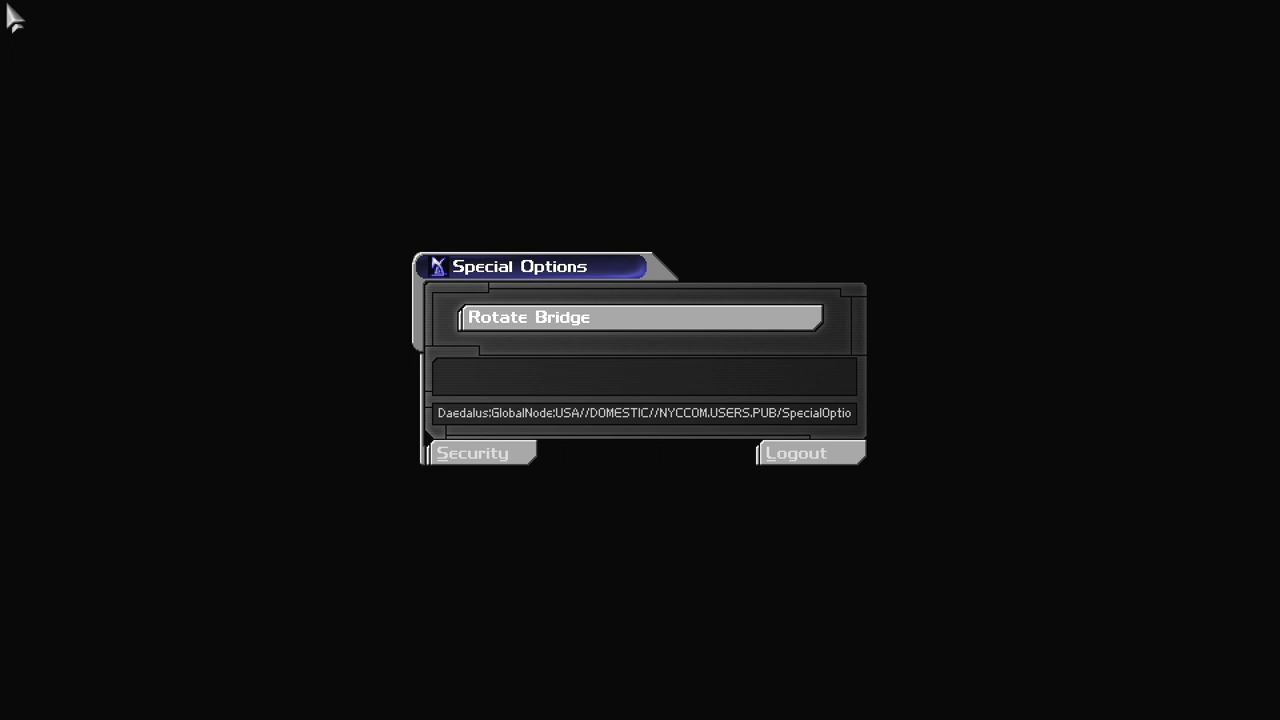 Special Options
Rotate Bridge
Daedalus:GlobalNode:USA//DOMESTIC//NYCCOM.USERS.PUB/SpecialOptio
Security
Logout